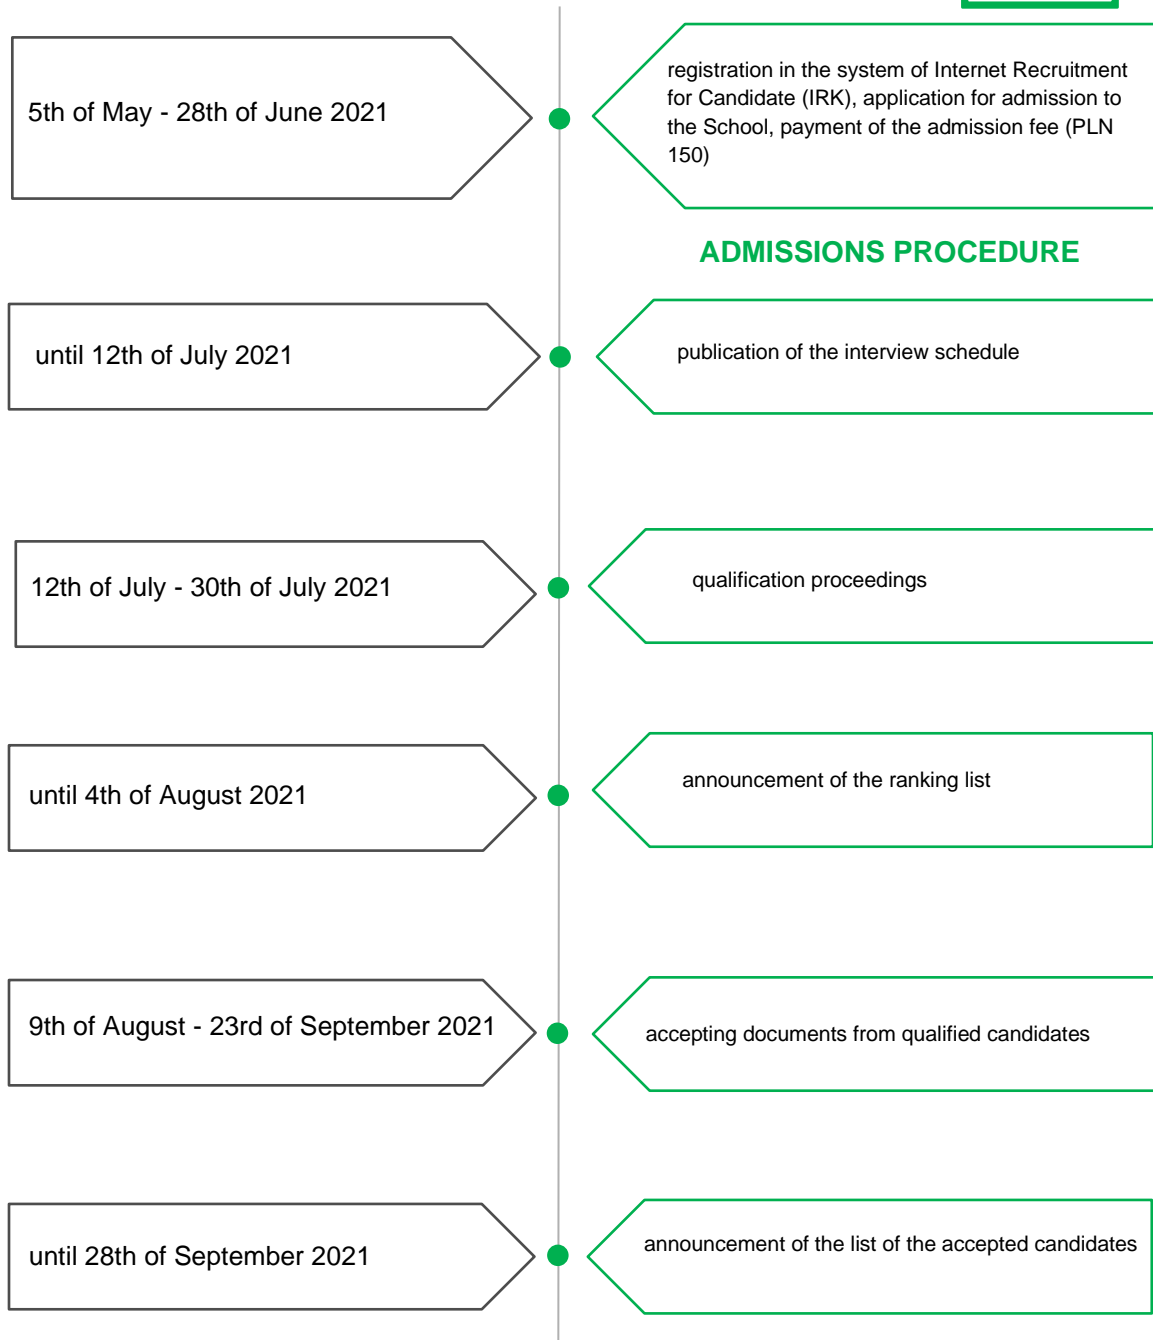 5th of May - 28th of June 2021
registration in the system of Internet Recruitment
for Candidate (IRK), application for admission to
the School, payment of the admission fee (PLN
150)
ADMISSIONS PROCEDURE
until 12th of July 2021
publication of the interview schedule
12th of July - 30th of July 2021
qualification proceedings
until 4th of August 2021
announcement of the ranking list
9th of August - 23rd of September 2021
accepting documents from qualified candidates
until 28th of September 2021
announcement of the list of the accepted candidates